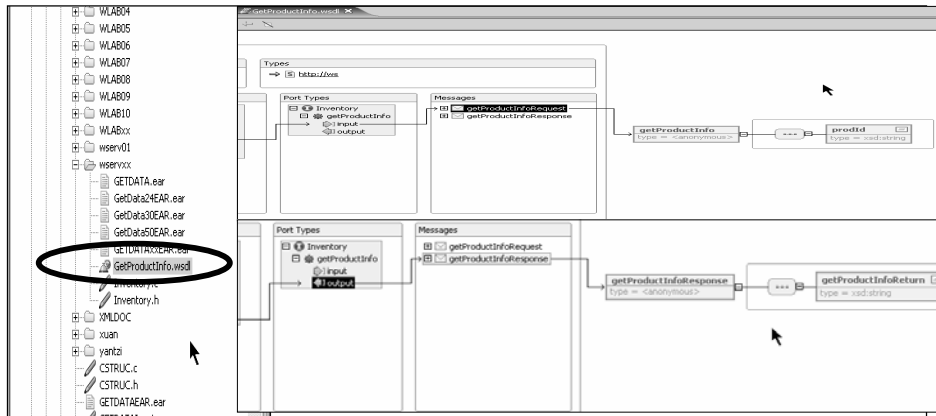 WLAB04
WLAB05
WLAB06
WLAB07
WLAB08
WLAB09
WLAB10
WLABxx
wserv01
wservxx
GETDATA.ear
GetData24EAR.ear
GetData30EAR.ear
GetData50EAR.ear
GETDATAxxEAR.ear
GetProductInfo.wsdl
Inventory.c
Inventory.h
XMLDOC
xuan
yantzi
CSTRUC.c
CSTRUC.h
GETDATAEAR.ear
GetProductInfo.wsdl
Types
http://ws
Port Types
Inventory
getProductInfo
input
output
Messages
getProductInfoRequest
getProductInfoResponse
getProductInfo
type = <anonymous>
prodId
type = xsd:string
Port Types
Inventory
getProductInfo
input
output
Messages
getProductInfoRequest
getProductInfoResponse
getProductInfoResponse
type = <anonymous>
getProductInfoReturn
type = xsd:string